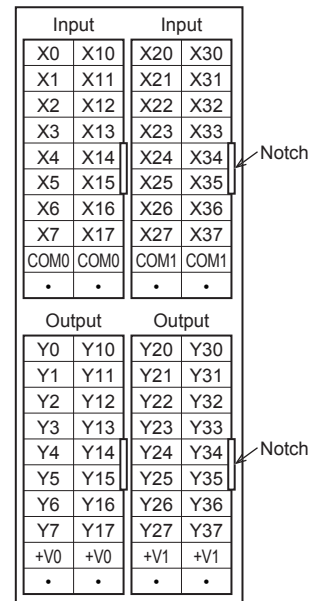 Input Input
X0 X10 X20 X30
X1 X11 X21 X31
X2 X12 X22 X32
X3 X13 X23 X33
X4 X14 X24 X34 Notch
X5 X15 X25 X35
X6 X16 X26 X36
X7 X17 X27 X37
COM0 COM0 COM1 COM1
• • • •
Output Output
Y0 Y10 Y20 Y30
Y1 Y11 Y21 Y31
Y2 Y12 Y22 Y32
Y3 Y13 Y23 Y33
Y4 Y14 Y24 Y34 Notch
Y5 Y15 Y25 Y35
Y6 Y16 Y26 Y36
Y7 Y17 Y27 Y37
+V0 +V0 +V1 +V1
• • • •